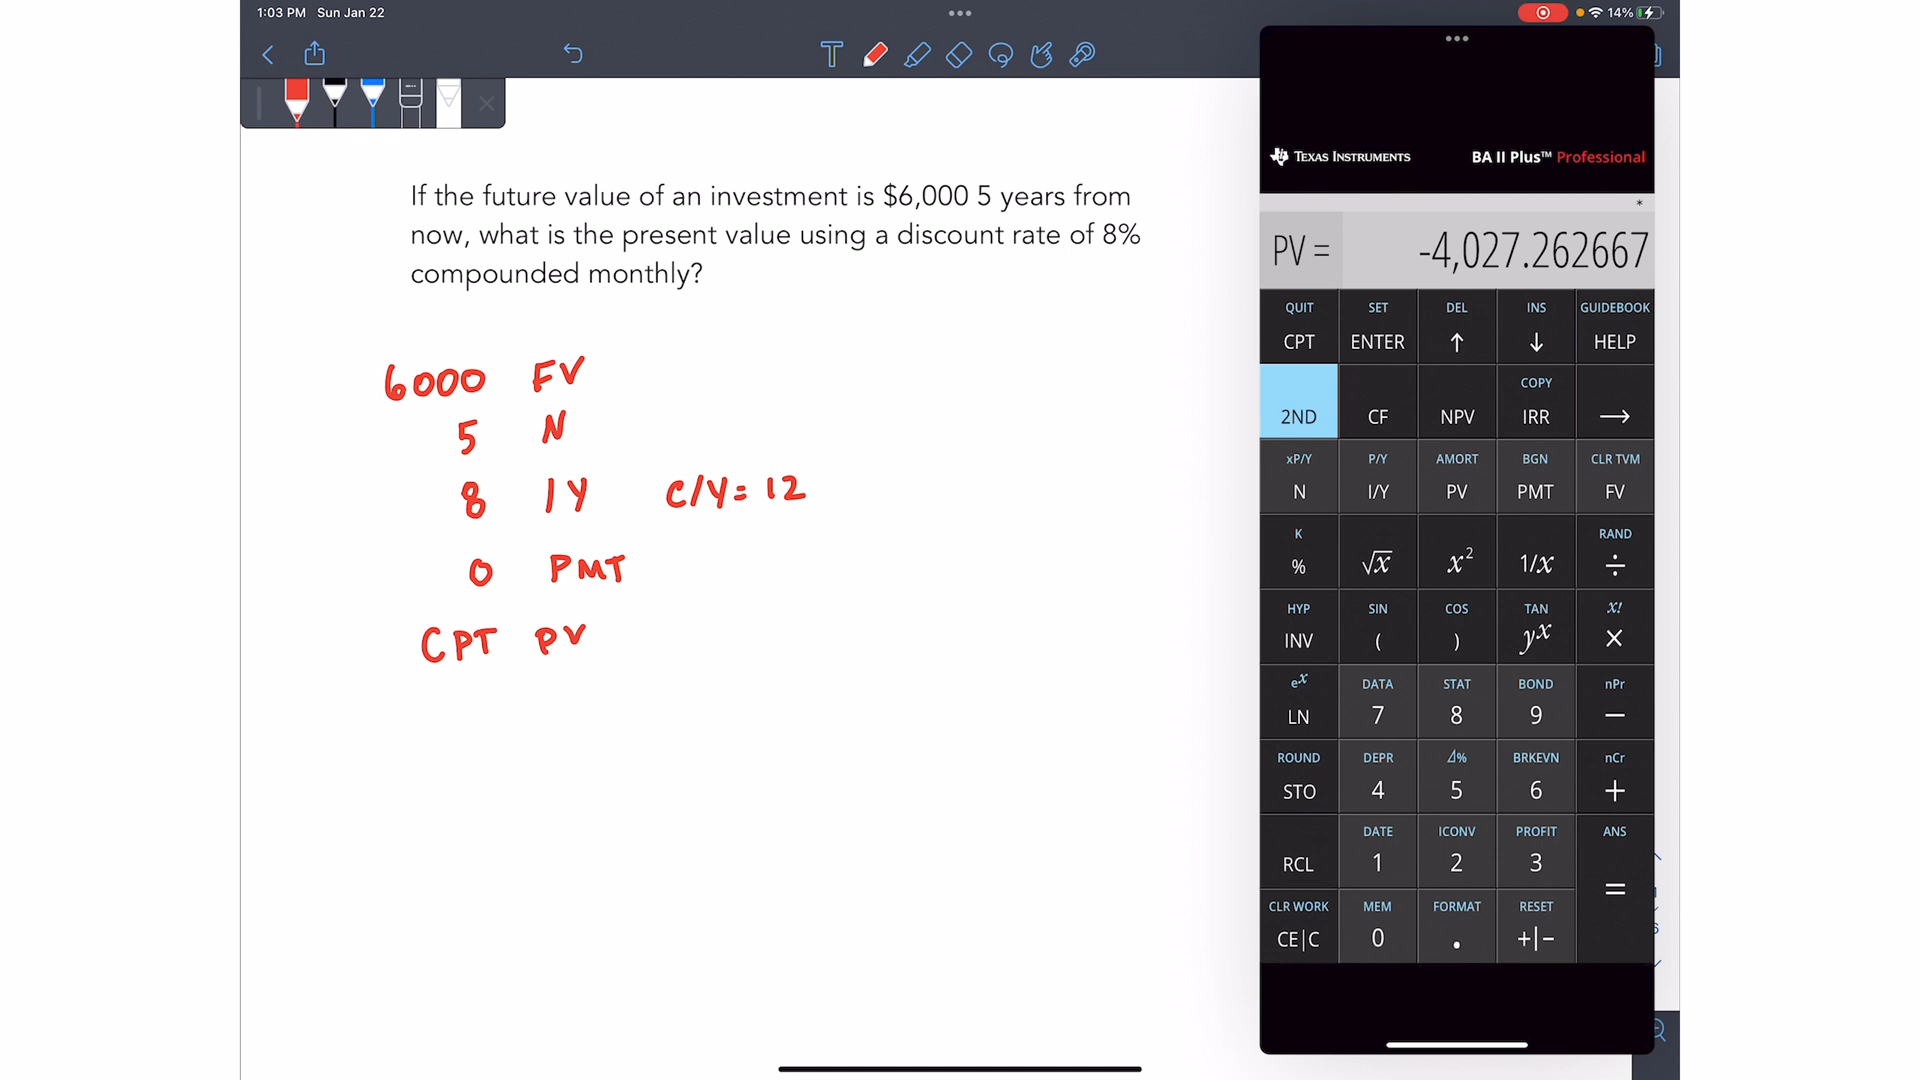 1:03 PM Sun Jan 22
14%
T
If the future value of an investment is $6,000 5 years from
now, what is the present value using a discount rate of 8%
compounded monthly?
6000 FV
5 N
8 IY C/Y = 12
0 PMT
CPT PV
TEXAS INSTRUMENTS BA II Plus™ Professional
*
PV = -4,027.262667
QUIT SET DEL INS GUIDEBOOK
CPT ENTER ↑ ↓ HELP
COPY
2ND CF NPV IRR →
xP/Y P/Y AMORT BGN CLR TVM
N I/Y PV PMT FV
K RAND
% √x x² 1/x ÷
HYP SIN COS TAN x!
INV ( ) yˣ ×
eˣ DATA STAT BOND nPr
LN 7 8 9 −
ROUND DEPR Δ% BRKEVN nCr
STO 4 5 6 +
DATE ICONV PROFIT ANS
RCL 1 2 3 =
CLR WORK MEM FORMAT RESET
CE|C 0 . +|−